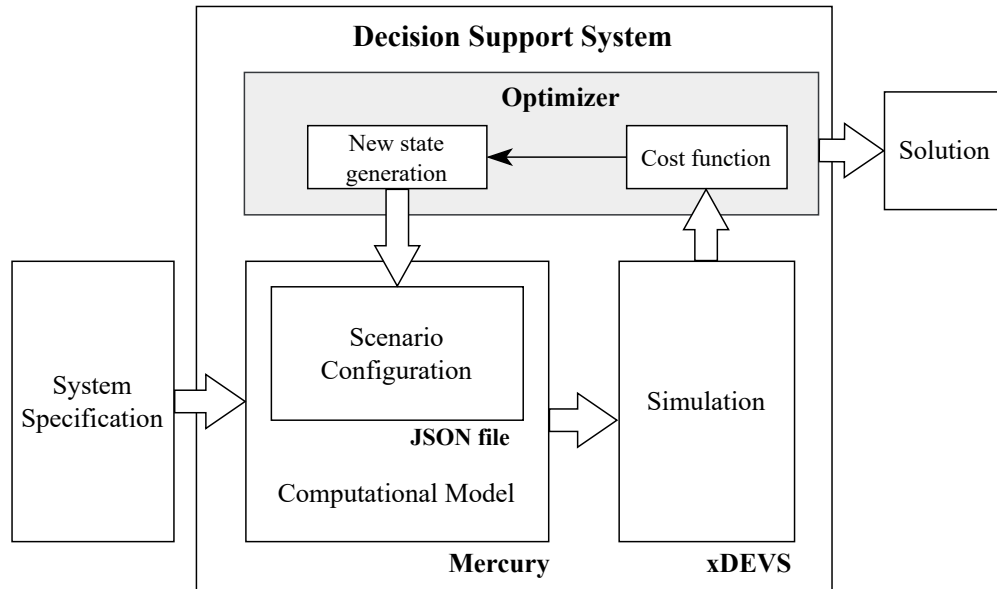 Decision Support System
Optimizer
New state
generation
Cost function
Solution
System
Specification
Scenario
Configuration
JSON file
Computational Model
Mercury
Simulation
xDEVS